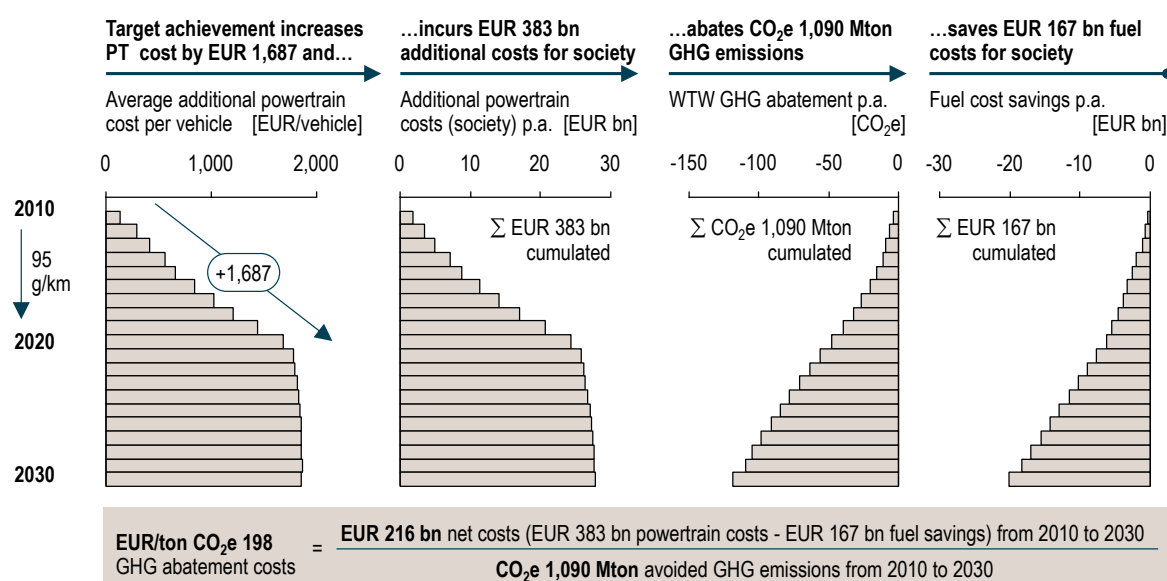 Target achievement increases
PT cost by EUR 1,687 and…
Average additional powertrain
cost per vehicle [EUR/vehicle]
0 1,000 2,000
…incurs EUR 383 bn
additional costs for society
Additional powertrain
costs (society) p.a. [EUR bn]
0 10 20 30
…abates CO₂e 1,090 Mton
GHG emissions
WTW GHG abatement p.a.
[CO₂e]
-150 -100 -50 0
…saves EUR 167 bn fuel
costs for society
Fuel cost savings p.a.
[EUR bn]
-30 -20 -10 0
2010
95
g/km
2020
2030
+1,687
∑ EUR 383 bn
cumulated
∑ CO₂e 1,090 Mton
cumulated
∑ EUR 167 bn
cumulated
EUR/ton CO₂e 198
GHG abatement costs
=
EUR 216 bn net costs (EUR 383 bn powertrain costs - EUR 167 bn fuel savings) from 2010 to 2030
CO₂e 1,090 Mton avoided GHG emissions from 2010 to 2030